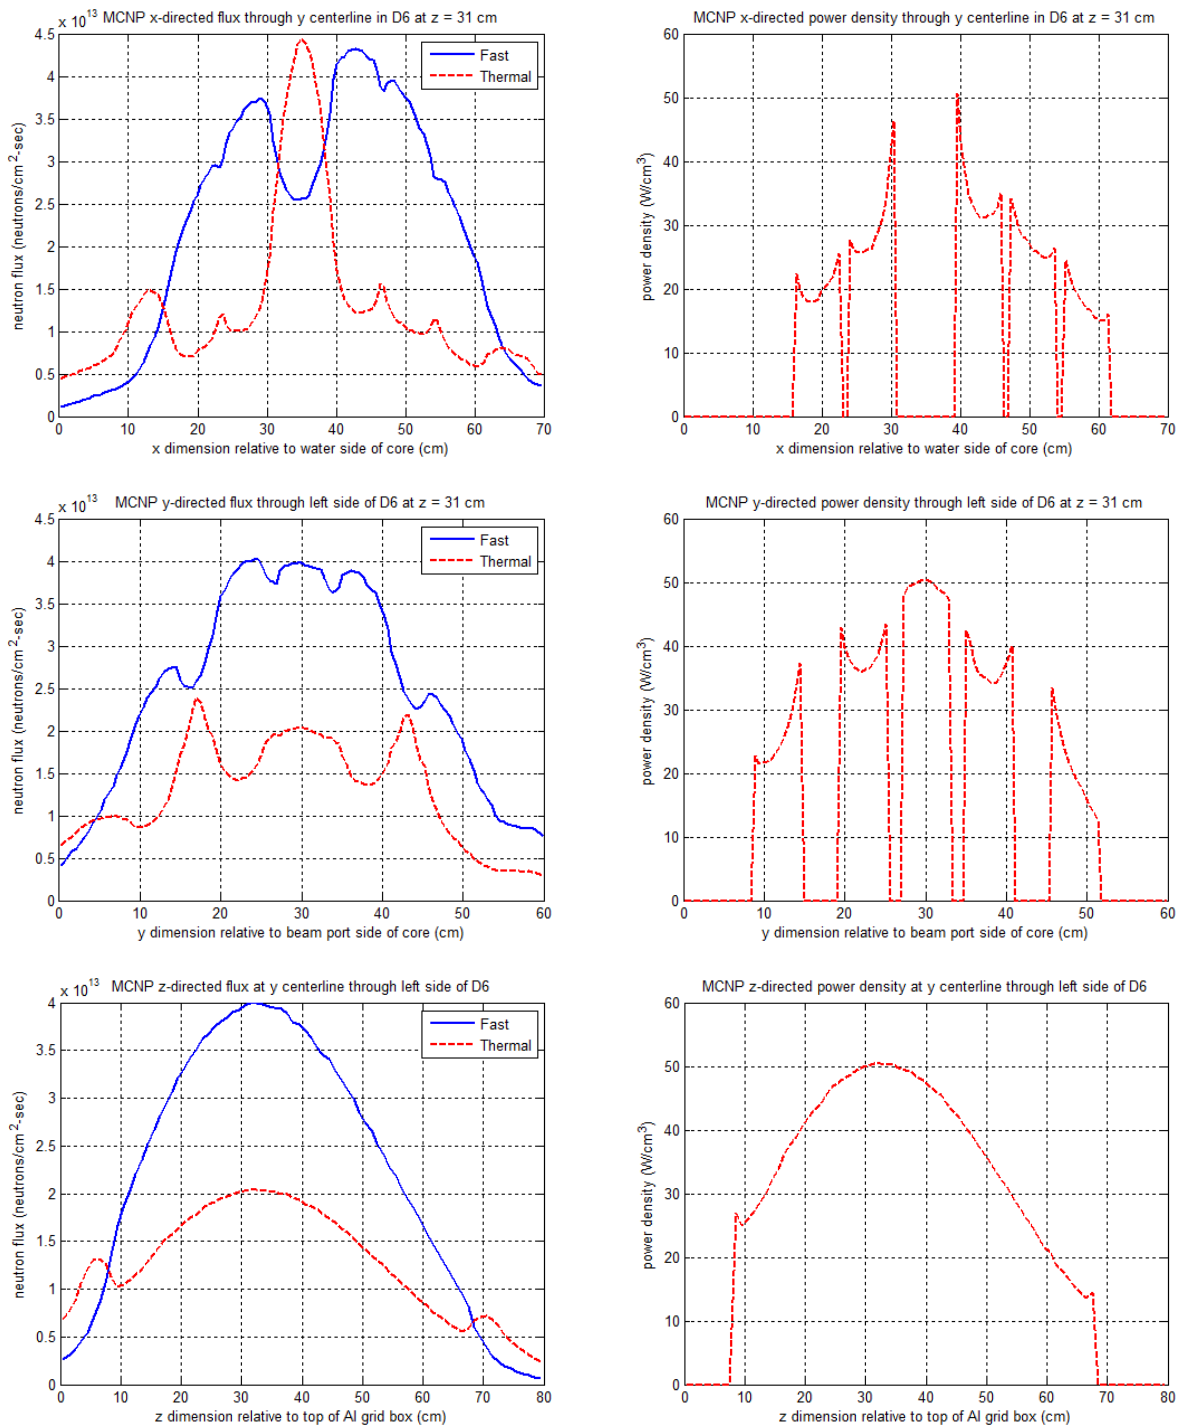 x 10^13 MCNP x-directed flux through y centerline in D6 at z = 31 cm
4.5
4
3.5
3
2.5
2
1.5
1
0.5
0
neutron flux (neutrons/cm^2-sec)
Fast
Thermal
0 10 20 30 40 50 60 70
x dimension relative to water side of core (cm)
MCNP x-directed power density through y centerline in D6 at z = 31 cm
60
50
40
30
20
10
0
power density (W/cm^3)
0 10 20 30 40 50 60 70
x dimension relative to water side of core (cm)
x 10^13 MCNP y-directed flux through left side of D6 at z = 31 cm
4.5
4
3.5
3
2.5
2
1.5
1
0.5
0
neutron flux (neutrons/cm^2-sec)
Fast
Thermal
0 10 20 30 40 50 60
y dimension relative to beam port side of core (cm)
MCNP y-directed power density through left side of D6 at z = 31 cm
60
50
40
30
20
10
0
power density (W/cm^3)
0 10 20 30 40 50 60
y dimension relative to beam port side of core (cm)
x 10^13 MCNP z-directed flux at y centerline through left side of D6
4
3.5
3
2.5
2
1.5
1
0.5
0
neutron flux (neutrons/cm^2-sec)
Fast
Thermal
0 10 20 30 40 50 60 70 80
z dimension relative to top of Al grid box (cm)
MCNP z-directed power density at y centerline through left side of D6
60
50
40
30
20
10
0
power density (W/cm^3)
0 10 20 30 40 50 60 70 80
z dimension relative to top of Al grid box (cm)